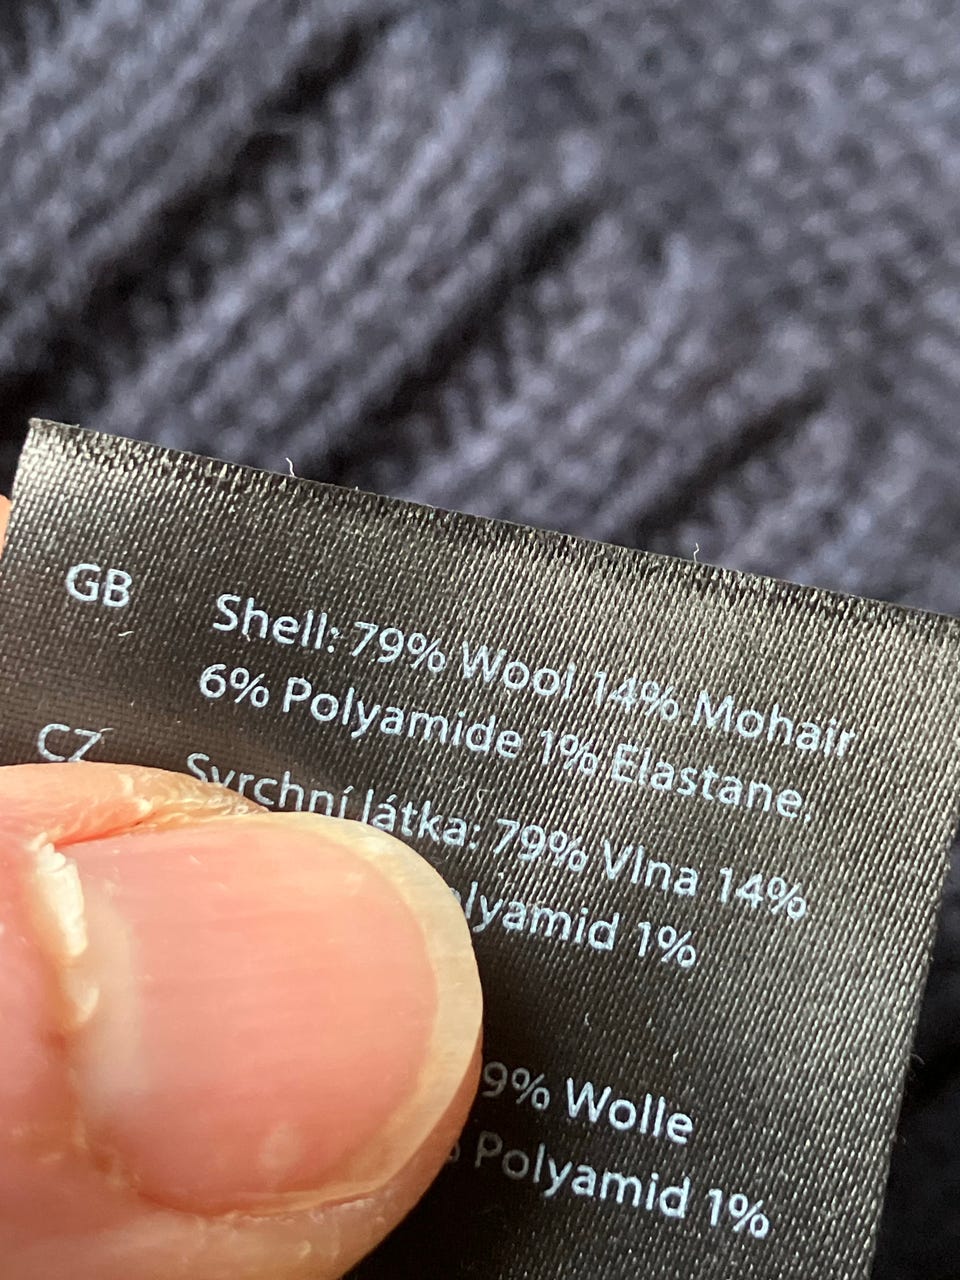 GB Shell: 79% Wool 14% Mohair
6% Polyamide 1% Elastane,
CZ Svrchní látka: 79% Vlna 14%
1%
9% Wolle
Polyamid 1%